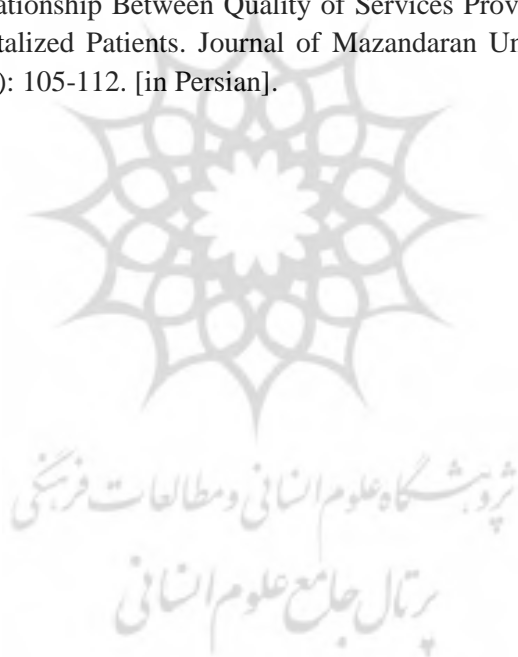 ationship Between Quality of Services Prov
talized Patients. Journal of Mazandaran Un
): 105-112. [in Persian].
پژوهشگاه علوم انسانی و مطالعات فرهنگی
پرتال جامع علوم انسانی